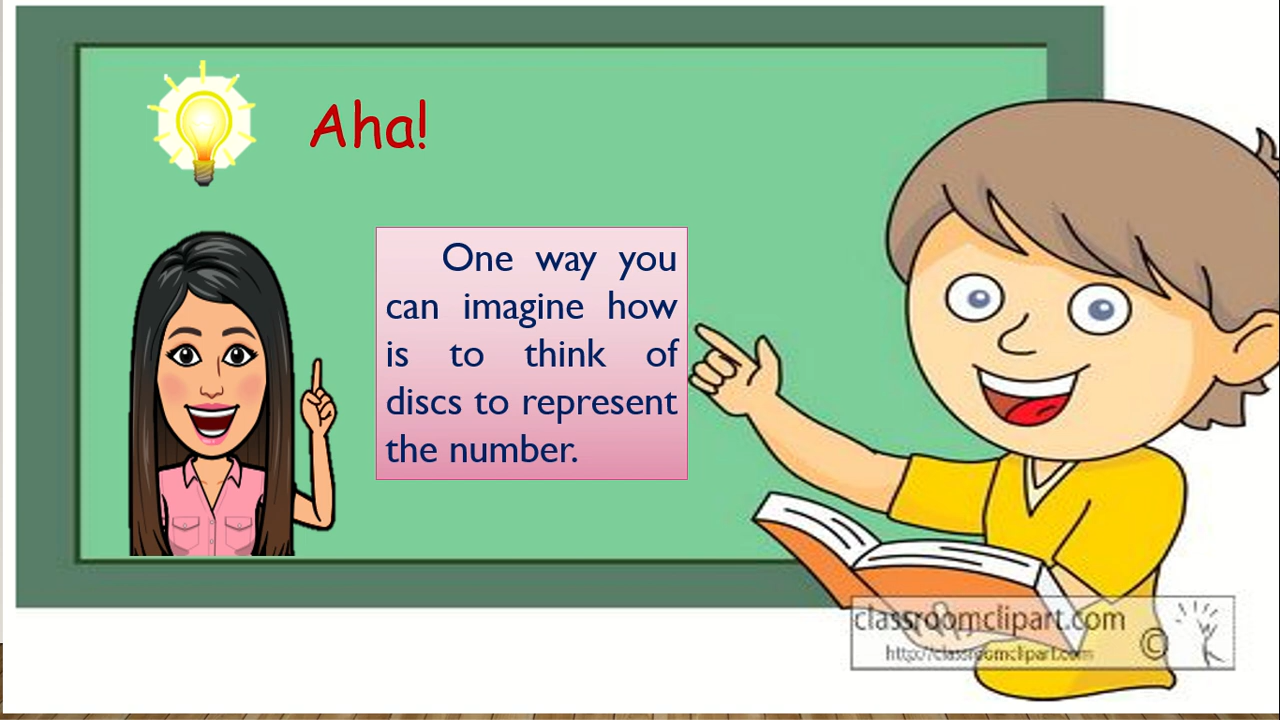 Aha!
One way you
can imagine how
is to think of
discs to represent
the number.
classroomclipart.com
©
http://classroomclipart.com